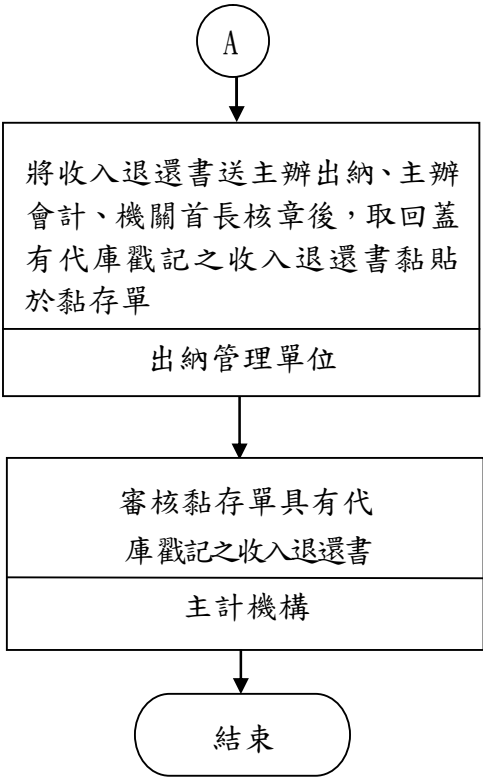 A
將收入退還書送主辦出納、主辦
會計、機關首長核章後，取回蓋
有代庫戳記之收入退還書黏貼
於黏存單
出納管理單位
審核黏存單具有代
庫戳記之收入退還書
主計機構
結束